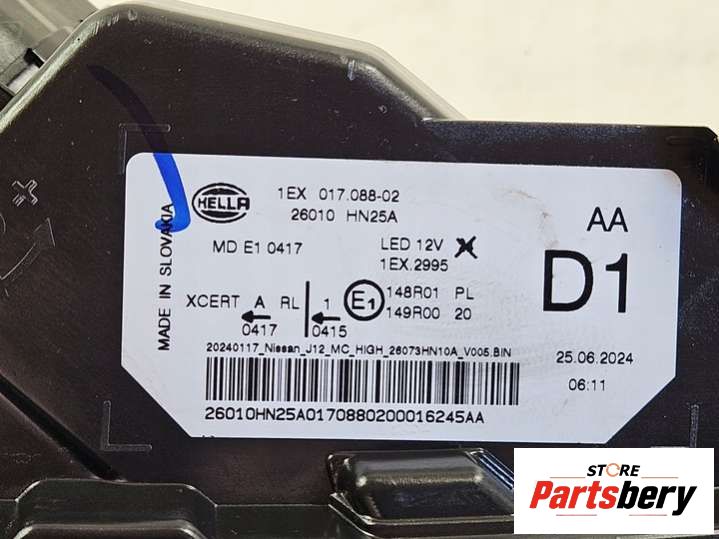 MADE IN SLOVAKIA
HELLA
1EX 017.088-02
26010 HN25A
MD E1 0417
LED 12V
1EX.2995
AA
D1
XCERT A RL 1 E1 148R01 PL
0417 0415 149R00 20
20240117_Nissan_J12_MC_HIGH_26073HN10A_V005.BIN
25.06.2024
06:11
26010HN25A0170880200016245AA
STORE
Partsbery